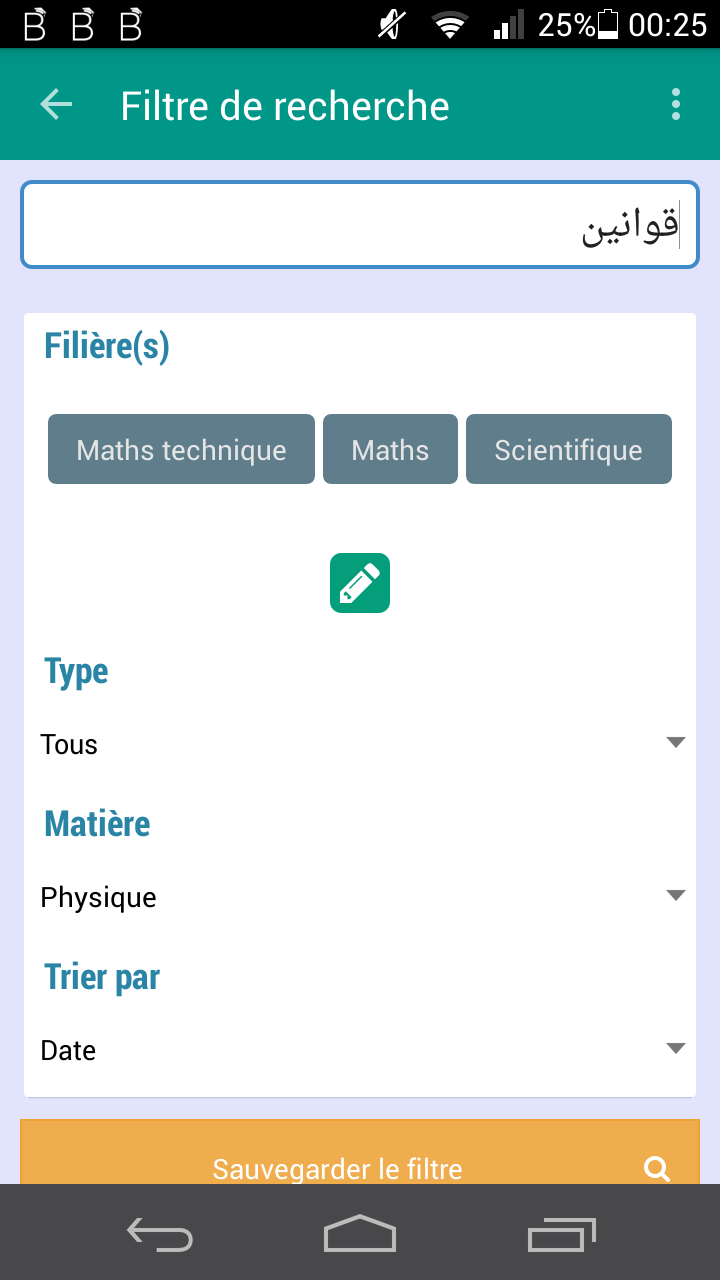 25% 00:25
Filtre de recherche
قوانين
Filière(s)
Maths technique Maths Scientifique
Type
Tous
Matière
Physique
Trier par
Date
Sauvegarder le filtre